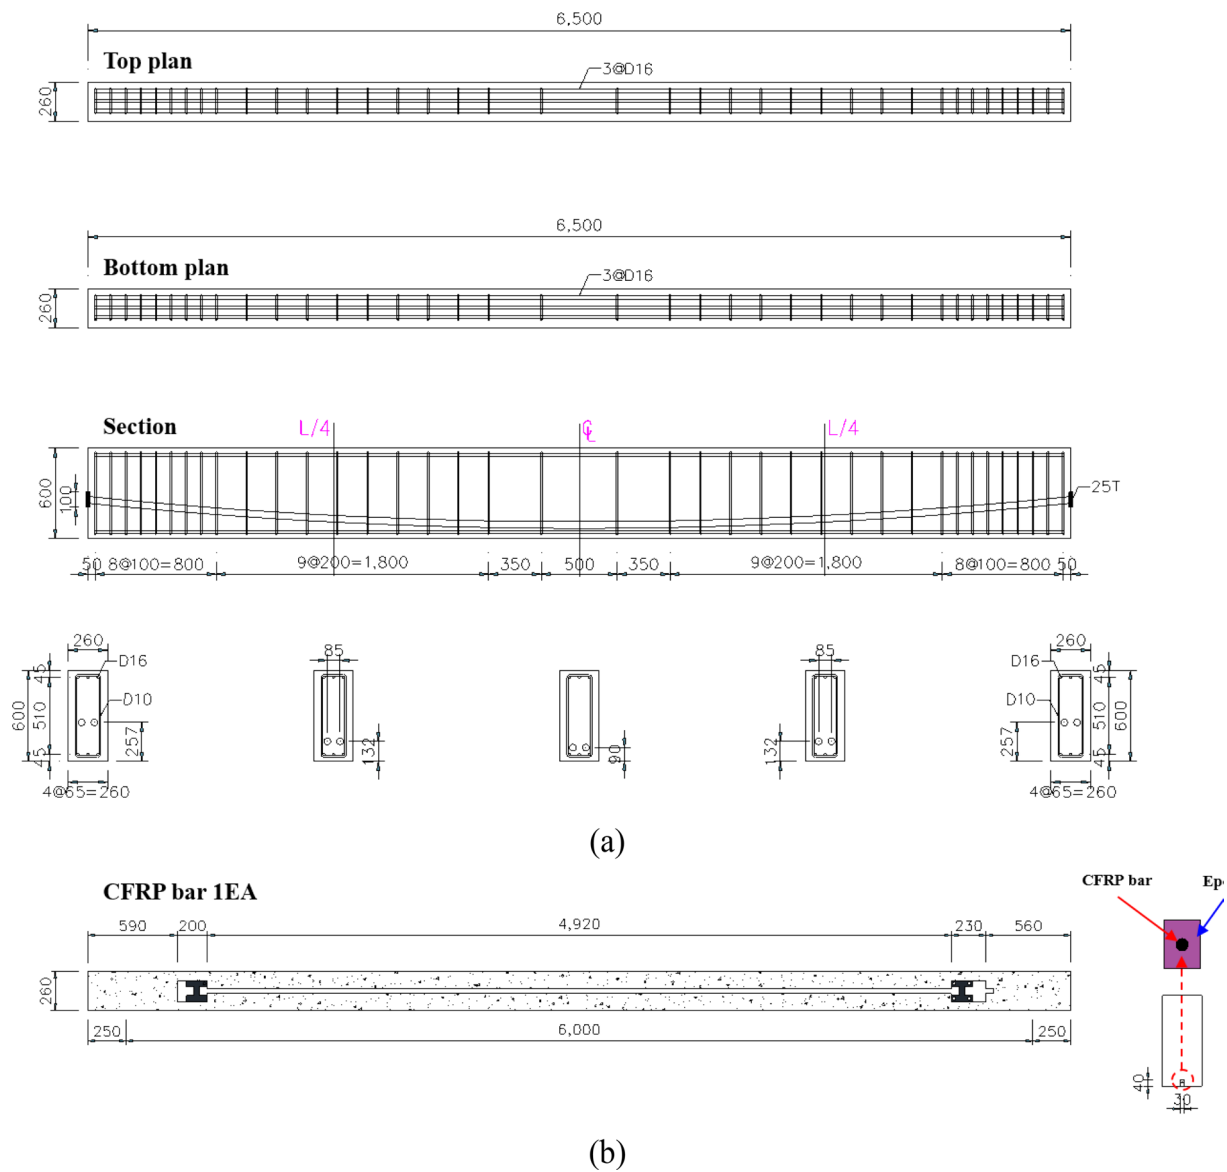 6,500
Top plan
3@D16
260
6,500
Bottom plan
3@D16
260
Section
L/4
℄
L/4
600
100
25T
50 8@100=800
9@200=1,800
350
500
350
9@200=1,800
8@100=800 50
260
85
85
260
D16
D10
600
45
510
45
257
132
90
132
D16
D10
257
45
510
45
600
4@65=260
4@65=260
(a)
CFRP bar 1EA
CFRP bar
Ep
590
200
4,920
230
560
260
250
6,000
250
40
30
(b)